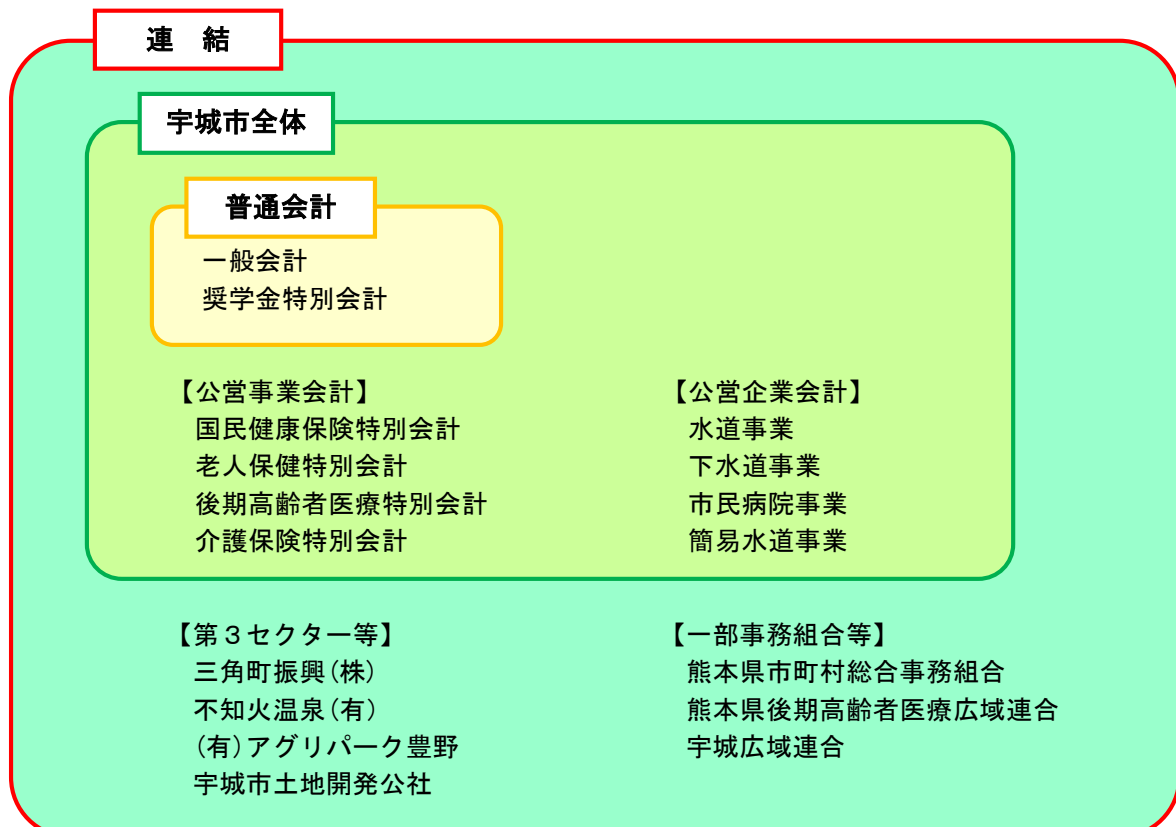 連　結
宇城市全体
普通会計
一般会計
奨学金特別会計
【公営事業会計】
国民健康保険特別会計
老人保健特別会計
後期高齢者医療特別会計
介護保険特別会計
【公営企業会計】
水道事業
下水道事業
市民病院事業
簡易水道事業
【第３セクター等】
三角町振興(株)
不知火温泉(有)
(有)アグリパーク豊野
宇城市土地開発公社
【一部事務組合等】
熊本県市町村総合事務組合
熊本県後期高齢者医療広域連合
宇城広域連合